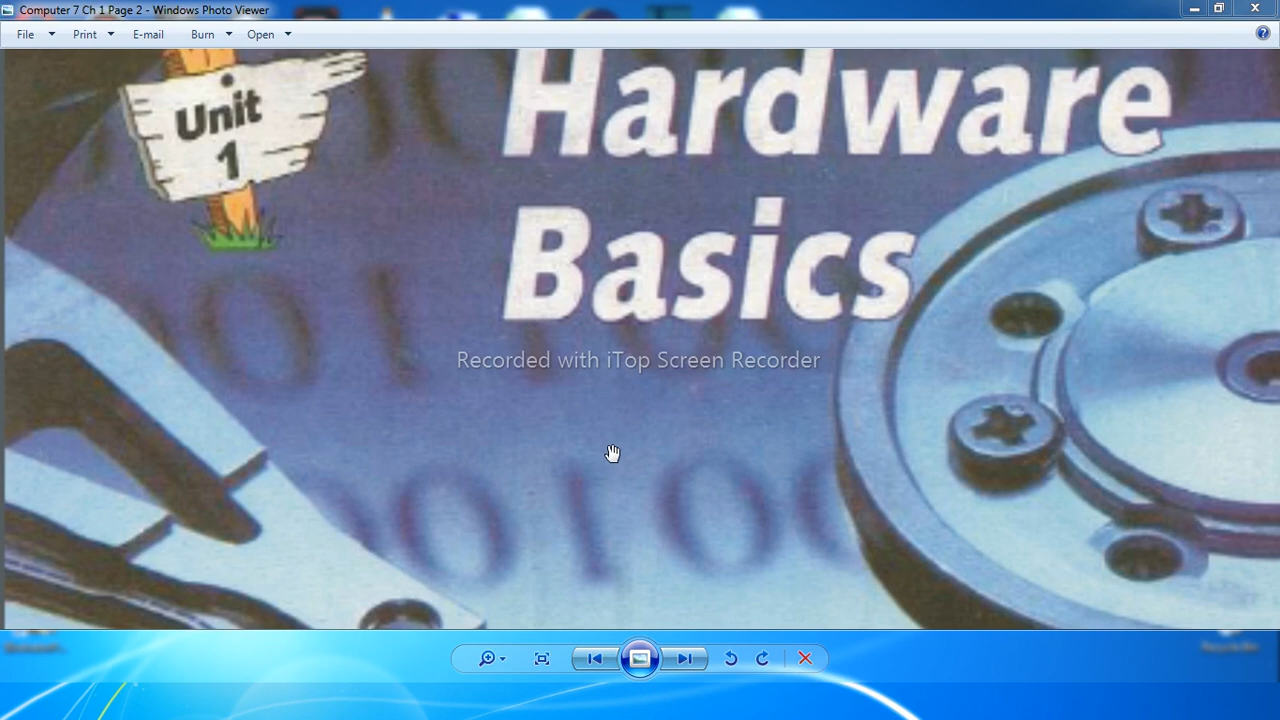 Computer 7 Ch 1 Page 2 - Windows Photo Viewer
File Print E-mail Burn Open
Unit
1
Hardware
Basics
Recorded with iTop Screen Recorder